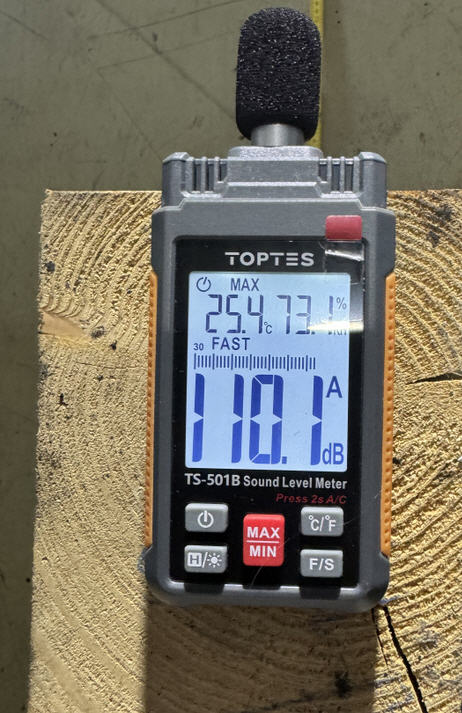 TOPTES
MAX
25.4°C 73.1%RH
30 FAST
110.1 A dB
TS-501B Sound Level Meter
Press 2s A/C
MAX
MIN
°C/°F
H/☀
F/S